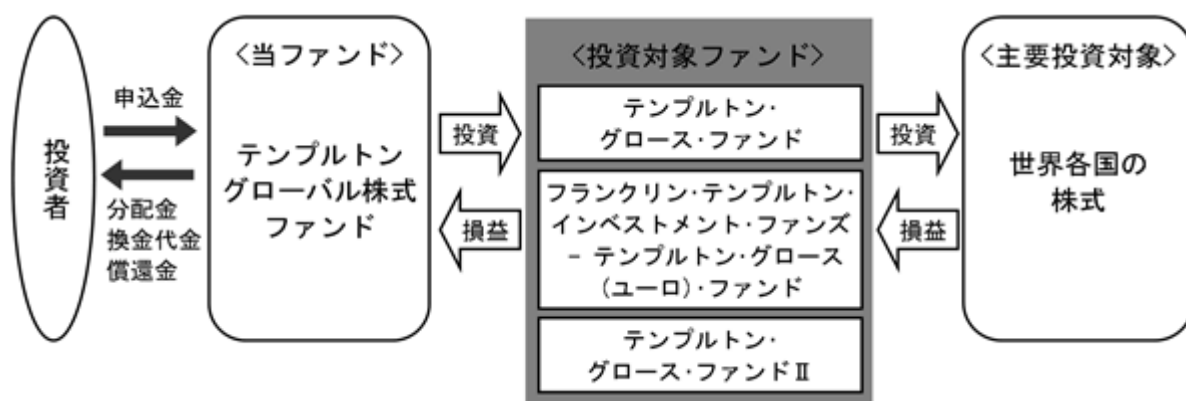 投資者
申込金
分配金
換金代金
償還金
〈当ファンド〉
テンプルトン
グローバル株式
ファンド
投資
損益
〈投資対象ファンド〉
テンプルトン・
グロース・ファンド
フランクリン・テンプルトン・
インベストメント・ファンズ
– テンプルトン・グロース
(ユーロ)・ファンド
テンプルトン・
グロース・ファンドⅡ
投資
損益
〈主要投資対象〉
世界各国の
株式